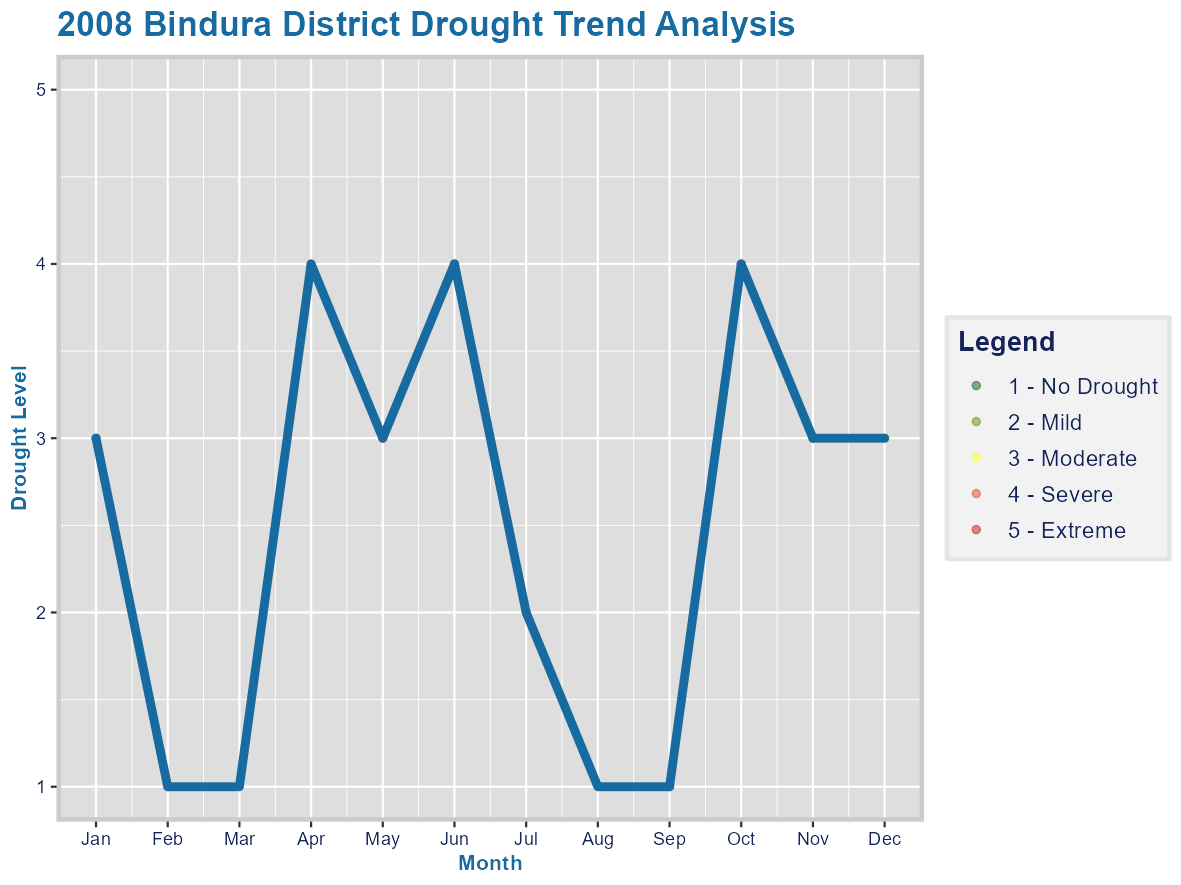 2008 Bindura District Drought Trend Analysis
Drought Level
5
4
3
2
1
Jan Feb Mar Apr May Jun Jul Aug Sep Oct Nov Dec
Month
Legend
1 - No Drought
2 - Mild
3 - Moderate
4 - Severe
5 - Extreme